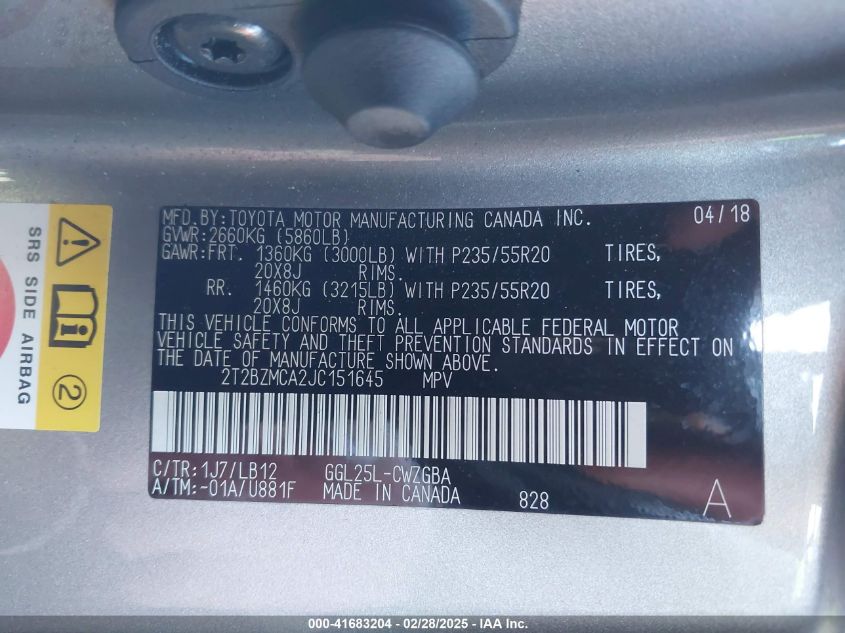 MFD.BY:TOYOTA MOTOR MANUFACTURING CANADA INC. 04/18
GVWR:2660KG (5860LB)
GAWR:FRT. 1360KG (3000LB) WITH P235/55R20 TIRES,
20X8J RIMS.
RR. 1460KG (3215LB) WITH P235/55R20 TIRES,
20X8J RIMS.
THIS VEHICLE CONFORMS TO ALL APPLICABLE FEDERAL MOTOR
VEHICLE SAFETY AND THEFT PREVENTION STANDARDS IN EFFECT ON
THE DATE OF MANUFACTURE SHOWN ABOVE.
2T2BZMCA2JC151645 MPV
C/TR:1J7/LB12 GGL25L-CWZGBA
A/TM:-01A/U881F MADE IN CANADA 828 A
SRS SIDE AIRBAG
2
000-41683204 - 02/28/2025 - IAA Inc.